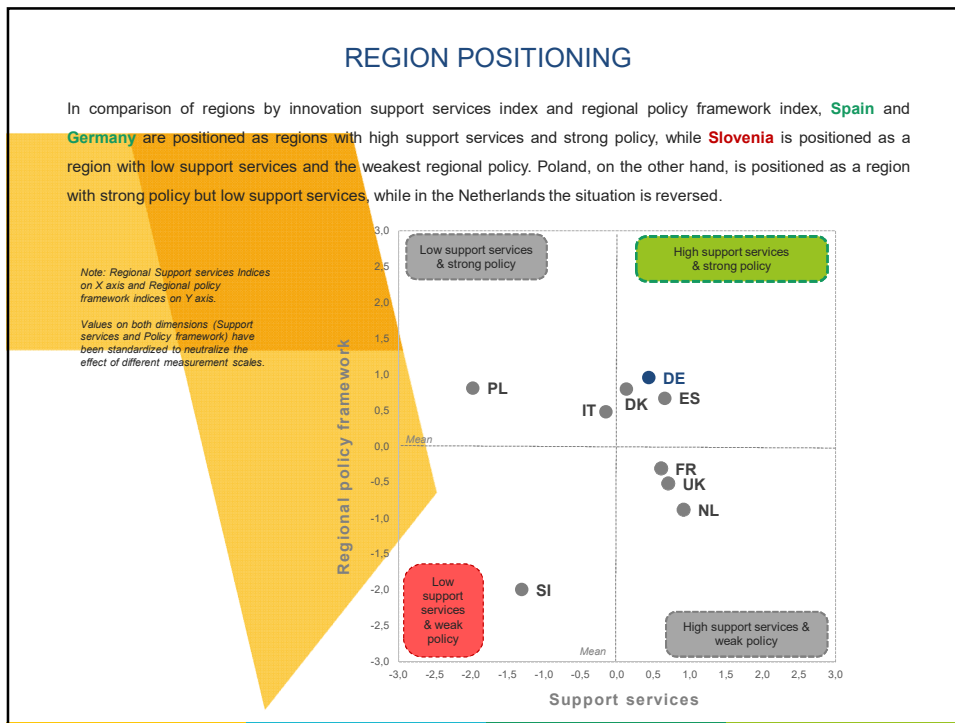 REGION POSITIONING
In comparison of regions by innovation support services index and regional policy framework index, Spain and
Germany are positioned as regions with high support services and strong policy, while Slovenia is positioned as a
region with low support services and the weakest regional policy. Poland, on the other hand, is positioned as a region
with strong policy but low support services, while in the Netherlands the situation is reversed.
Note: Regional Support services Indices
on X axis and Regional policy
framework indices on Y axis.
Values on both dimensions (Support
services and Policy framework) have
been standardized to neutralize the
effect of different measurement scales.
Regional policy framework
3,0
2,5
2,0
1,5
1,0
0,5
0,0
-0,5
-1,0
-1,5
-2,0
-2,5
-3,0
Low support services
& strong policy
High support services
& strong policy
DE
PL
DK
ES
IT
Mean
FR
UK
NL
SI
Low
support
services
& weak
policy
High support services &
weak policy
Mean
-3,0 -2,5 -2,0 -1,5 -1,0 -0,5 0,0 0,5 1,0 1,5 2,0 2,5 3,0
Support services